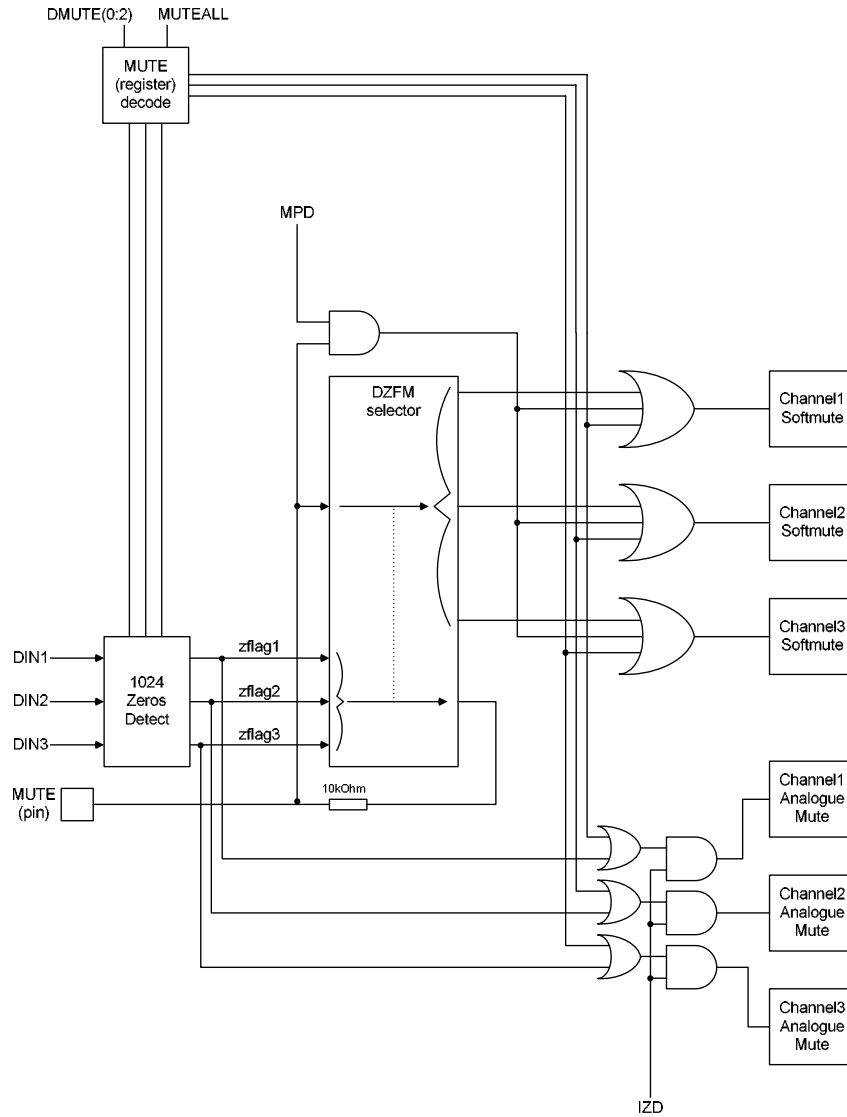 DMUTE(0:2) MUTEALL
MUTE
(register)
decode
MPD
DZFM
selector
Channel1
Softmute
Channel2
Softmute
Channel3
Softmute
DIN1
DIN2
DIN3
1024
Zeros
Detect
zflag1
zflag2
zflag3
MUTE
(pin)
10kOhm
Channel1
Analogue
Mute
Channel2
Analogue
Mute
Channel3
Analogue
Mute
IZD